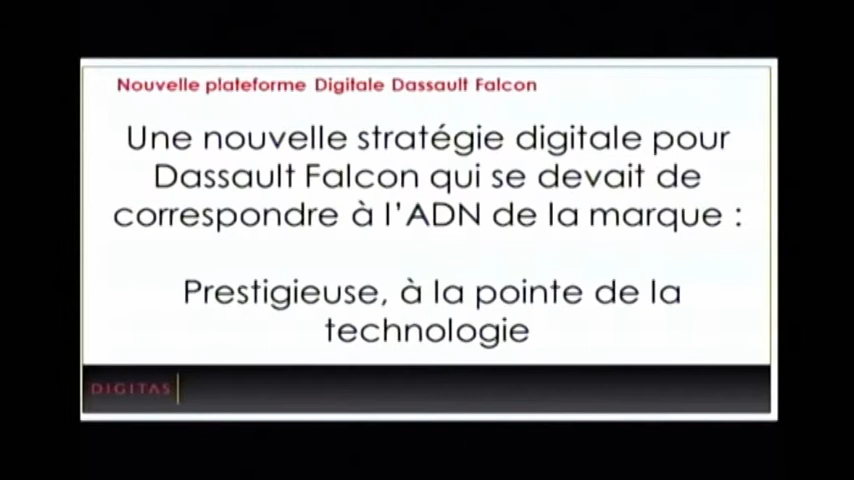 Nouvelle plateforme Digitale Dassault Falcon
Une nouvelle stratégie digitale pour
Dassault Falcon qui se devait de
correspondre à l'ADN de la marque :
Prestigieuse, à la pointe de la
technologie
DIGITAS